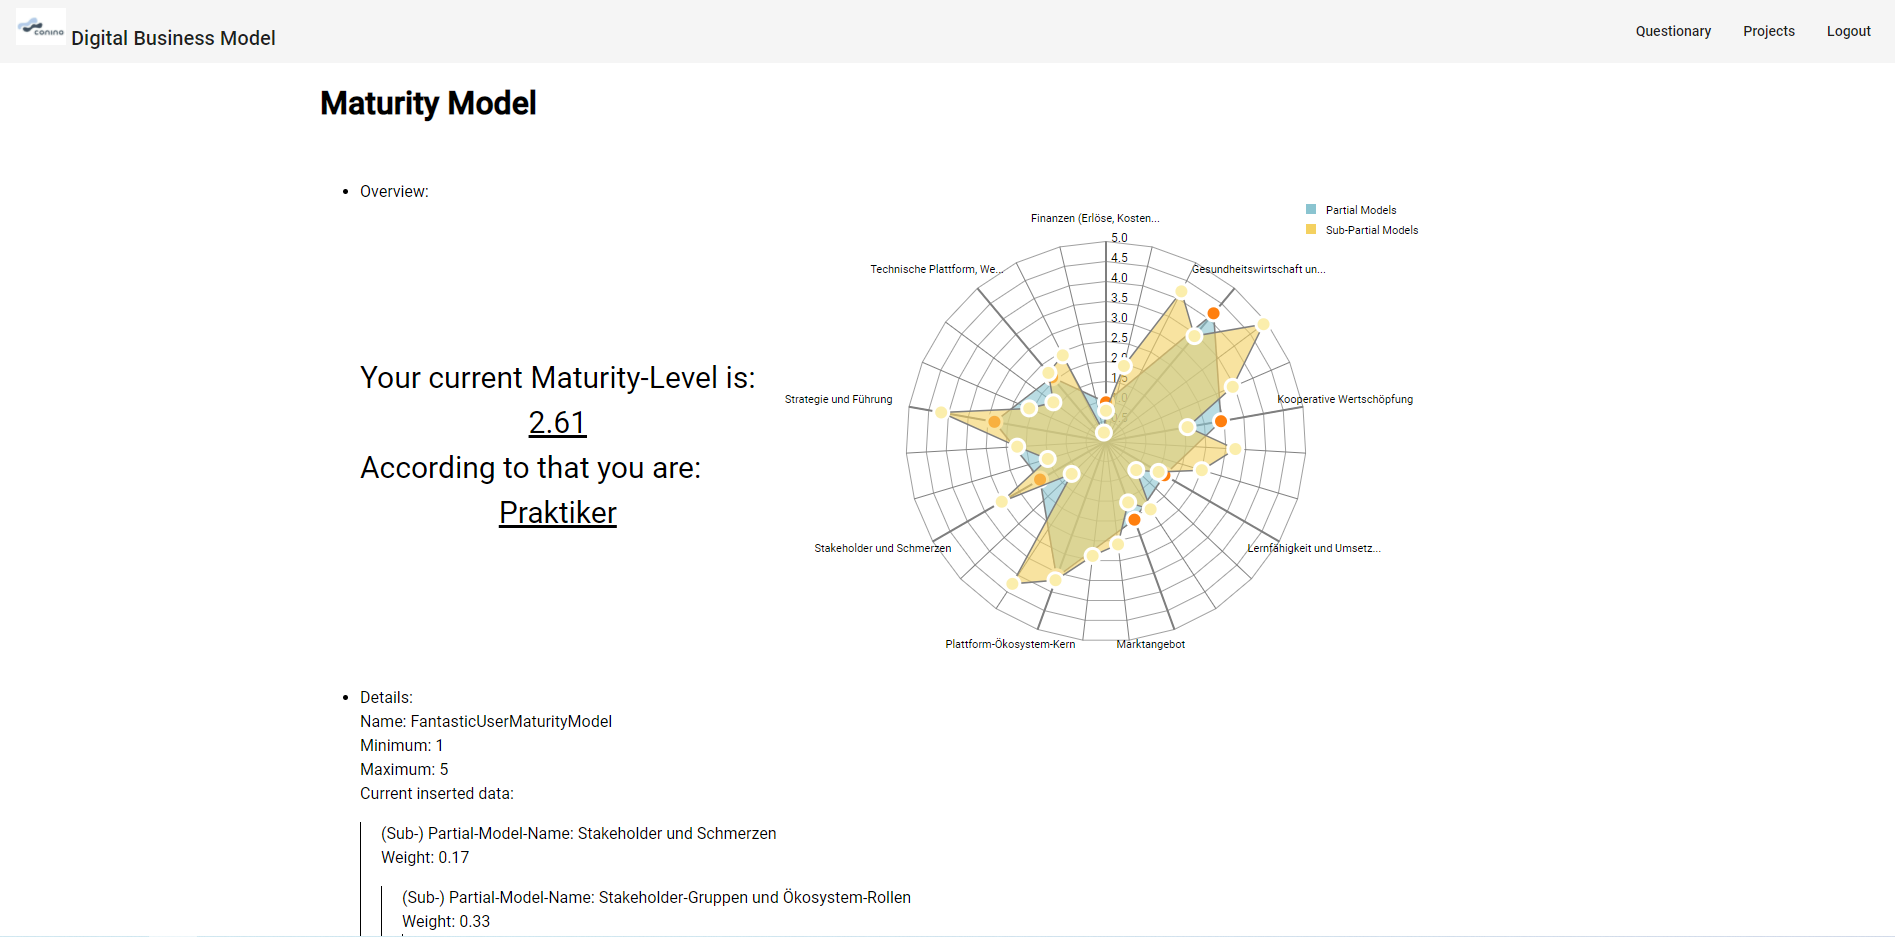 conino
Digital Business Model
Questionary
Projects
Logout
Maturity Model
Overview:
Partial Models
Sub-Partial Models
Finanzen (Erlöse, Kosten...
5.0
4.5
4.0
3.5
3.0
2.5
1.5
0.5
Technische Plattform, We...
Gesundheitswirtschaft un...
Strategie und Führung
Kooperative Wertschöpfung
Stakeholder und Schmerzen
Lernfähigkeit und Umsetz...
Plattform-Ökosystem-Kern
Marktangebot
Your current Maturity-Level is:
2.61
According to that you are:
Praktiker
Details:
Name: FantasticUserMaturityModel
Minimum: 1
Maximum: 5
Current inserted data:
(Sub-) Partial-Model-Name: Stakeholder und Schmerzen
Weight: 0.17
(Sub-) Partial-Model-Name: Stakeholder-Gruppen und Ökosystem-Rollen
Weight: 0.33